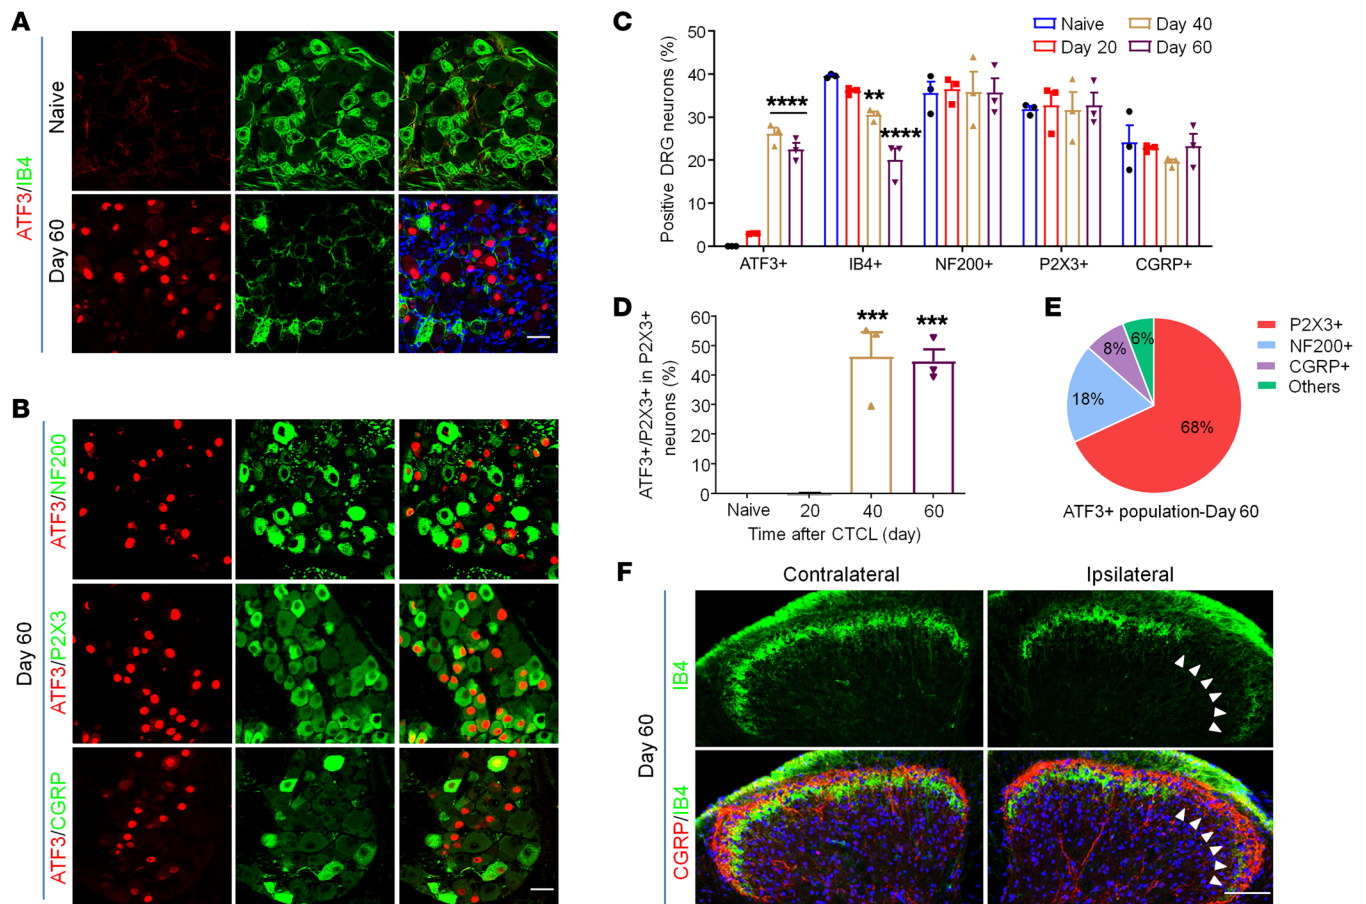 A
ATF3/IB4
Naive
Day 60
B
Day 60
ATF3/NF200
ATF3/P2X3
ATF3/CGRP
C
Naive
Day 40
Day 20
Day 60
Positive DRG neurons (%)
50
40
30
20
10
0
****
**
****
ATF3+
IB4+
NF200+
P2X3+
CGRP+
D
ATF3+/P2X3+ in P2X3+
neurons (%)
60
50
40
30
20
10
0
***
***
Naive
20
40
60
Time after CTCL (day)
E
6%
8%
18%
68%
P2X3+
NF200+
CGRP+
Others
ATF3+ population-Day 60
F
Contralateral
Ipsilateral
Day 60
IB4
CGRP/IB4